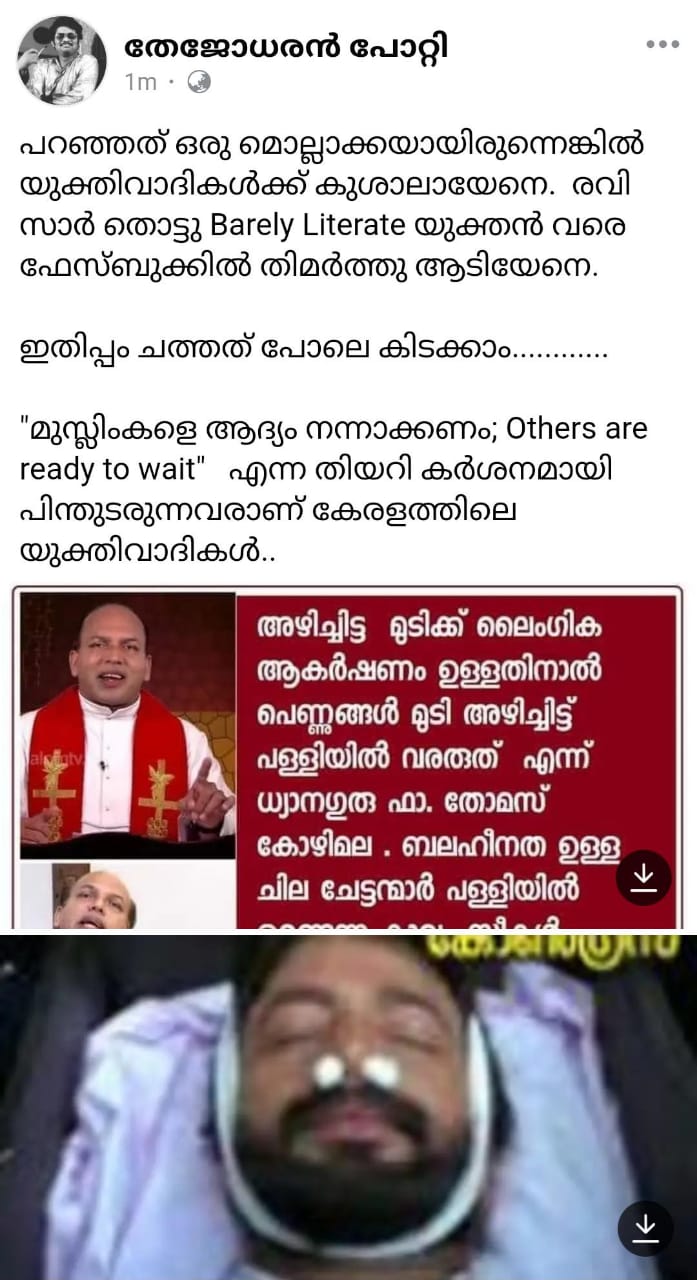 തേജോധരൻ പോറ്റി
1m ·
പറഞ്ഞത് ഒരു മൊല്ലാക്കയായിരുന്നെങ്കിൽ
യുക്തിവാദികൾക്ക് കുശാലായേനെ. രവി
സാർ തൊട്ടു Barely Literate യുക്തൻ വരെ
ഫേസ്ബുക്കിൽ തിമർത്തു ആടിയേനെ.
ഇതിപ്പം ചത്തത് പോലെ കിടക്കാം............
"മുസ്ലിംകളെ ആദ്യം നന്നാക്കണം; Others are
ready to wait" എന്ന തിയറി കർശനമായി
പിന്തുടരുന്നവരാണ് കേരളത്തിലെ
യുക്തിവാദികൾ..
അഴിച്ചിട്ട മുടിക്ക് ലൈംഗിക
ആകർഷണം ഉള്ളതിനാൽ
പെണ്ണുങ്ങൾ മുടി അഴിച്ചിട്ട്
പള്ളിയിൽ വരരുത് എന്ന്
ധ്യാനഗുരു ഫാ. തോമസ്
കോഴിമല . ബലഹീനത ഉള്ള
ചില ചേട്ടന്മാർ പള്ളിയിൽ